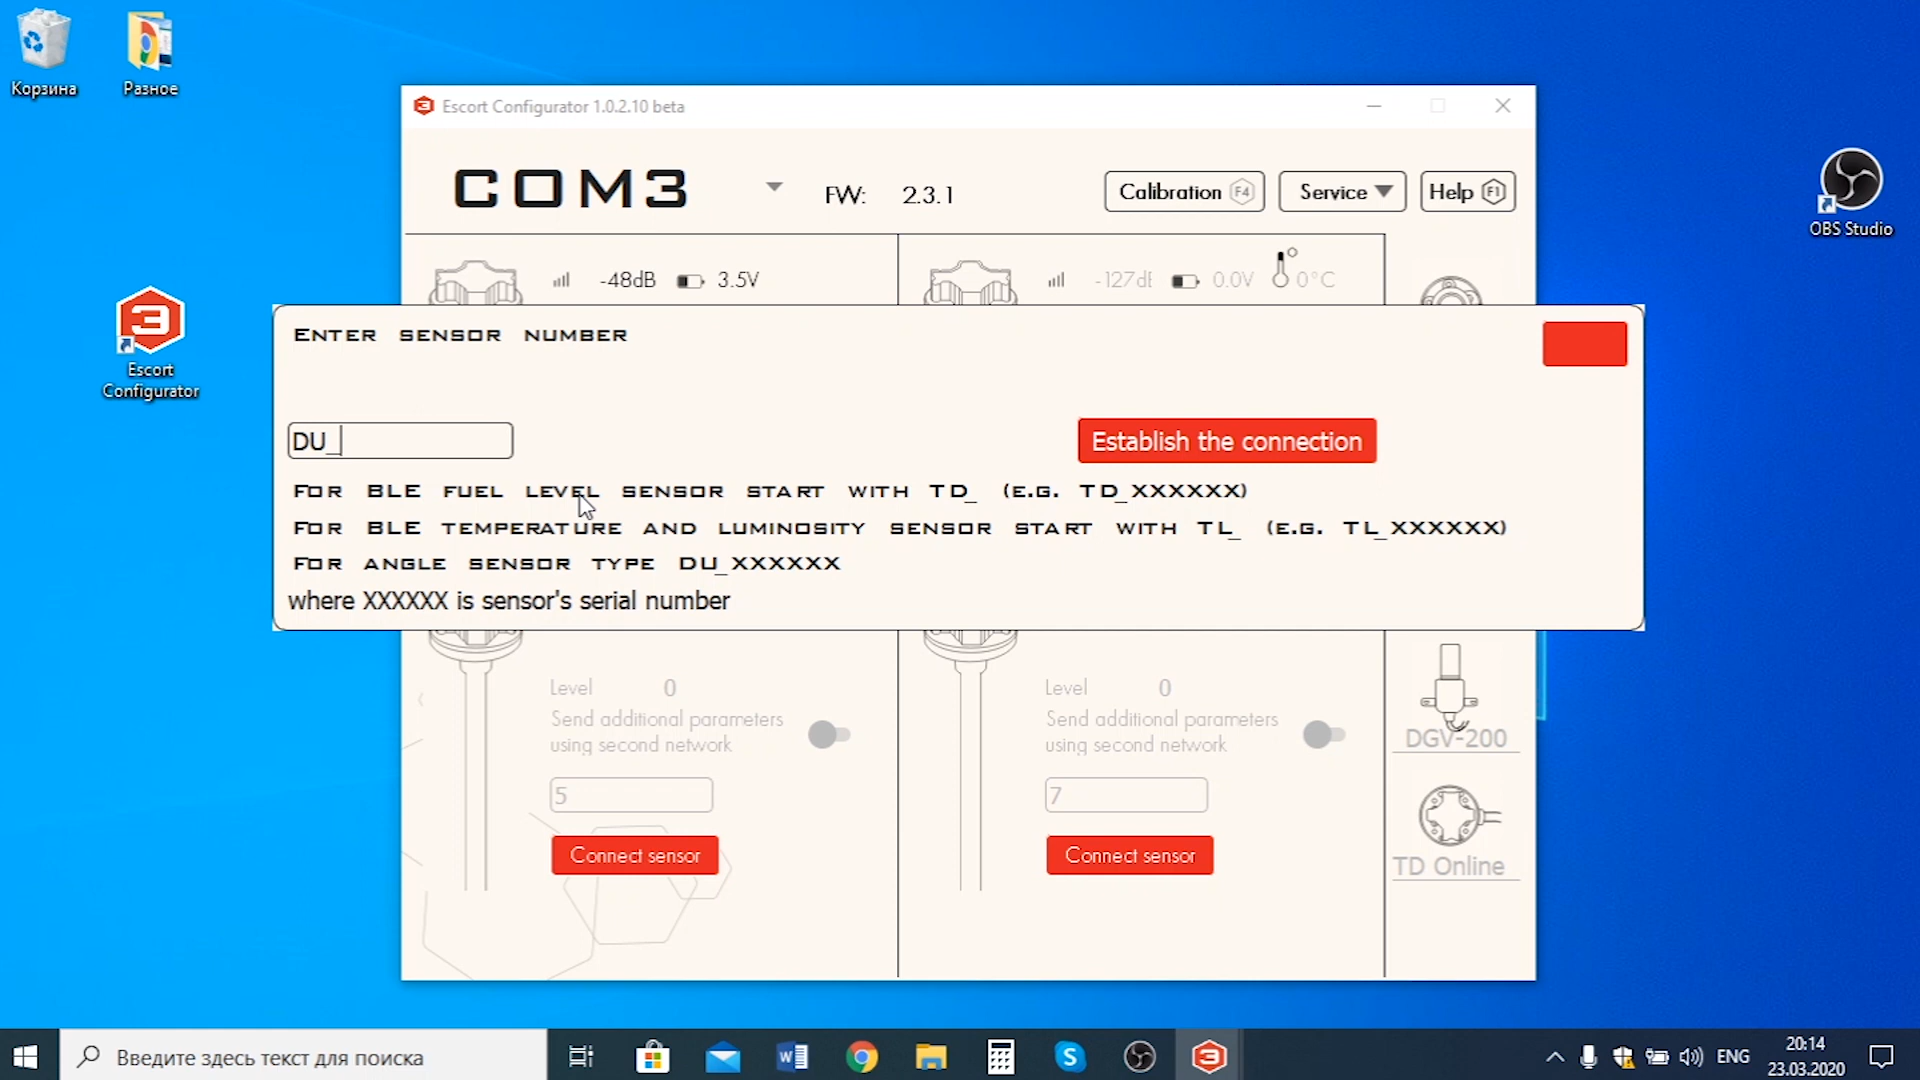 Корзина
Разное
OBS Studio
Escort
Configurator
Escort Configurator 1.0.2.10 beta
COM3
FW: 2.3.1
Calibration F4
Service
Help F1
-48dB 3.5V
0.0V 0°C
ENTER SENSOR NUMBER
DU_
Establish the connection
FOR BLE FUEL LEVEL SENSOR START WITH TD_ (E.G. TD_XXXXXX)
FOR BLE TEMPERATURE AND LUMINOSITY SENSOR START WITH TL_ (E.G. TL_XXXXXX)
FOR ANGLE SENSOR TYPE DU_XXXXXX
where XXXXXX is sensor's serial number
Level 0
Send additional parameters
using second network
5
Connect sensor
Level 0
Send additional parameters
using second network
7
Connect sensor
DGV-200
TD Online
Введите здесь текст для поиска
ENG
20:14
23.03.2020